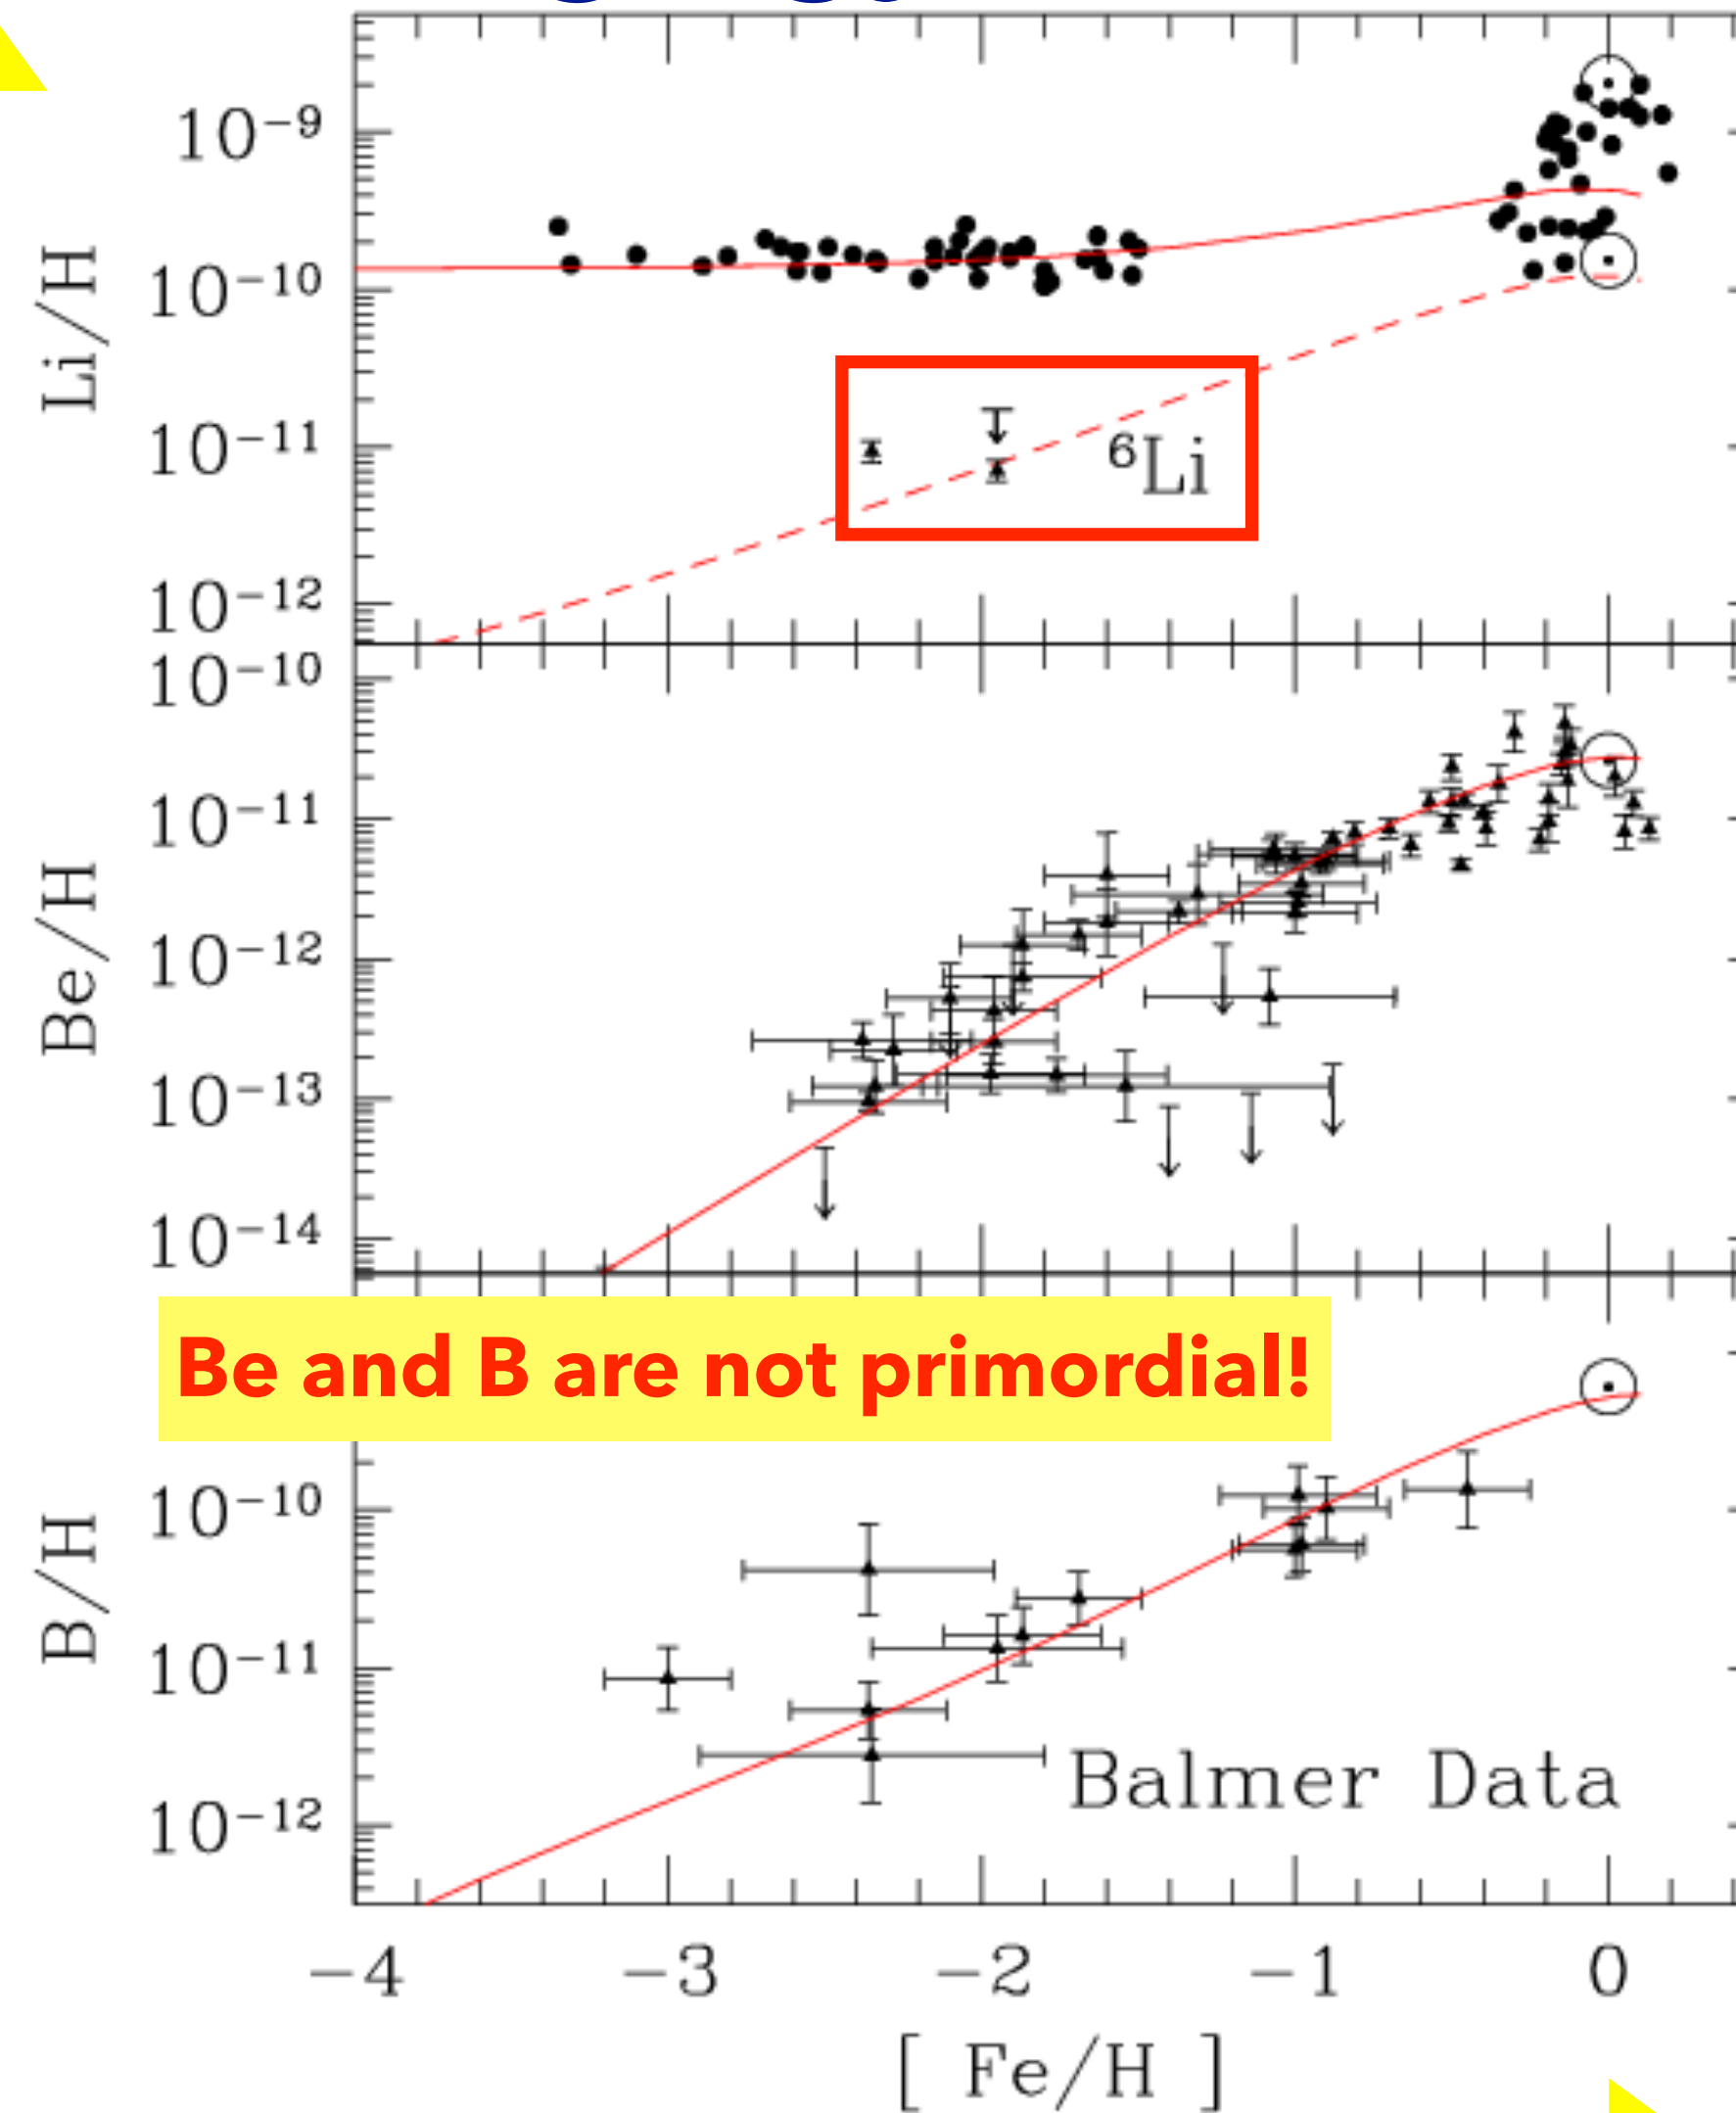 10⁻⁹
10⁻¹⁰
10⁻¹¹
10⁻¹²
Li/H
⁶Li
10⁻¹⁰
10⁻¹¹
10⁻¹²
10⁻¹³
10⁻¹⁴
Be/H
Be and B are not primordial!
10⁻¹⁰
10⁻¹¹
10⁻¹²
B/H
Balmer Data
−4 −3 −2 −1 0
[ Fe/H ]